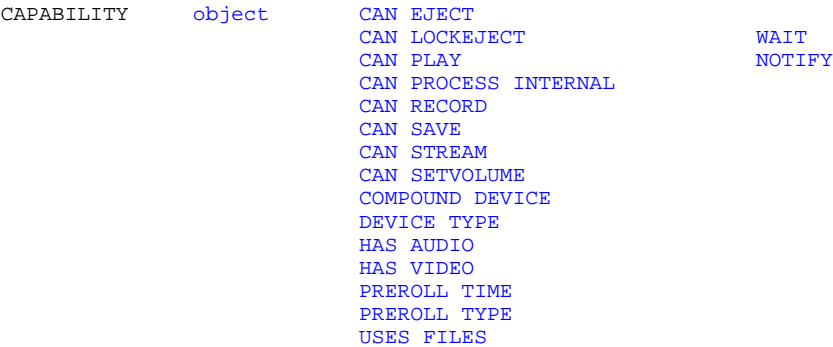 CAPABILITY object CAN EJECT
CAN LOCKEJECT WAIT
CAN PLAY NOTIFY
CAN PROCESS INTERNAL
CAN RECORD
CAN SAVE
CAN STREAM
CAN SETVOLUME
COMPOUND DEVICE
DEVICE TYPE
HAS AUDIO
HAS VIDEO
PREROLL TIME
PREROLL TYPE
USES FILES